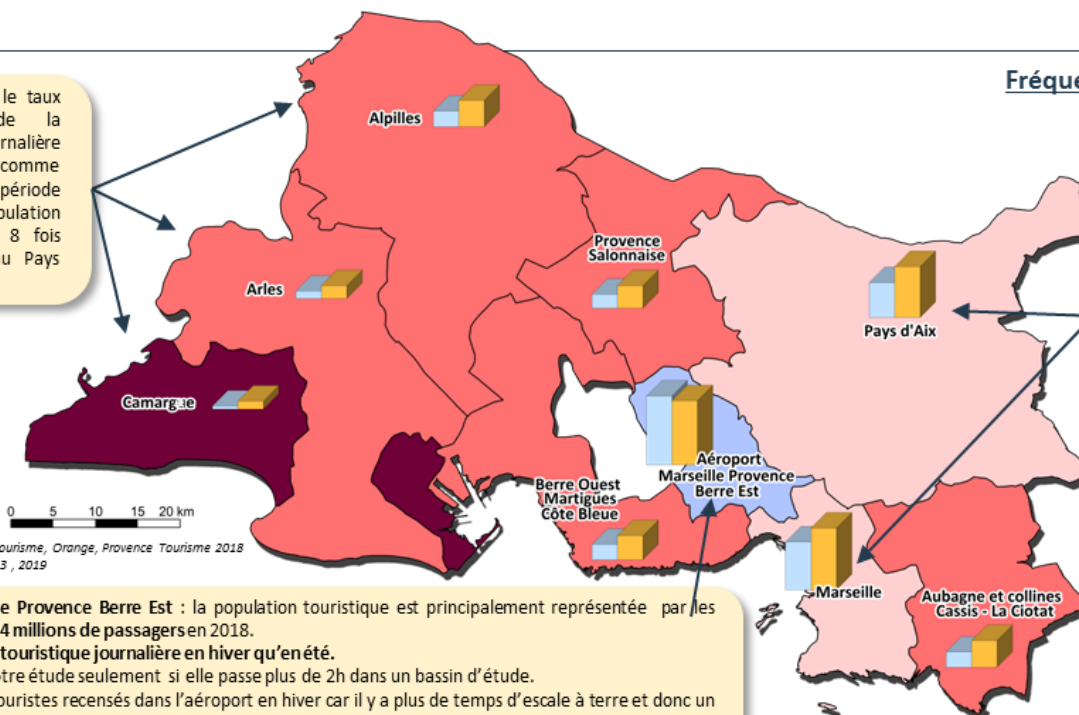 Fréque
le taux
de la
rnalière
comme
période
pulation
8 fois
u Pays
Alpilles
Provence
Salonnaise
Arles
Pays d'Aix
Camargue
Aéroport
Marseille Provence
Berre Est
Berre Ouest
Martigues
Côte Bleue
Marseille
Aubagne et collines
Cassis - La Ciotat
0 5 10 15 20 km
ourisme, Orange, Provence Tourisme 2018
3 , 2019
e Provence Berre Est : la population touristique est principalement représentée par les
4 millions de passagers en 2018.
touristique journalière en hiver qu'en été.
otre étude seulement si elle passe plus de 2h dans un bassin d'étude.
ouristes recensés dans l'aéroport en hiver car il y a plus de temps d'escale à terre et donc un